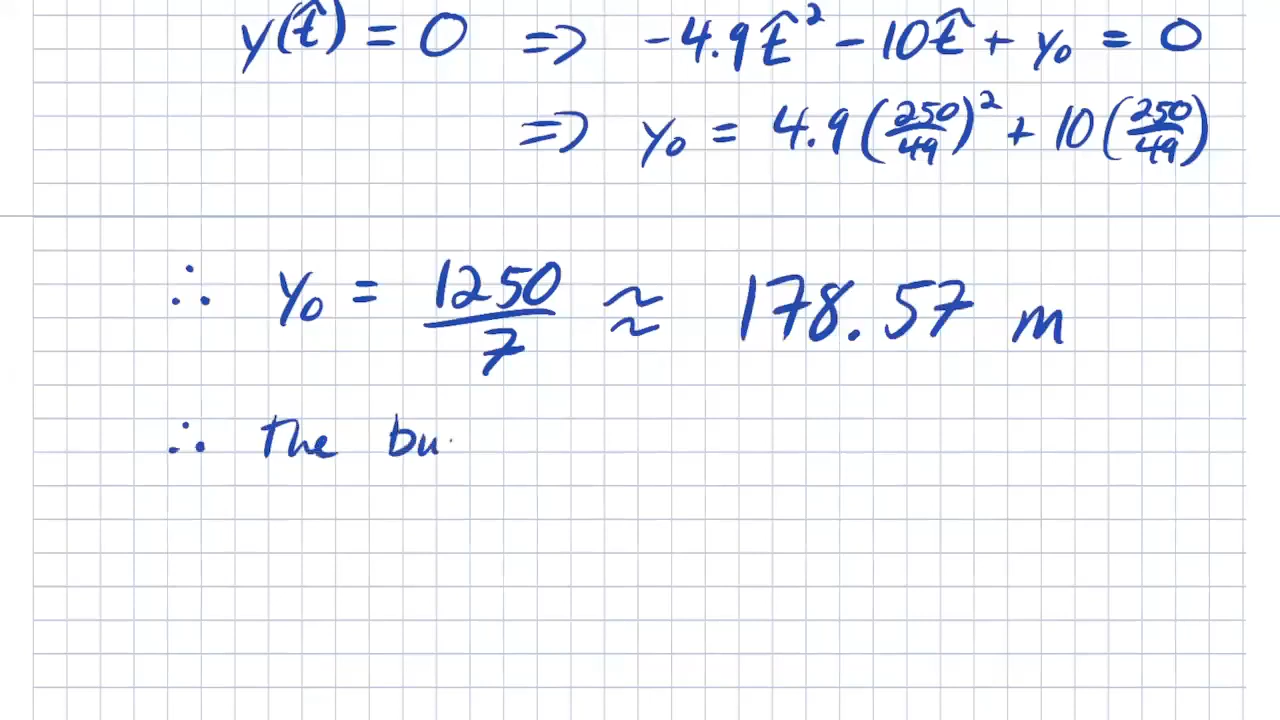 y(t̂) = 0 => -4.9t̂² - 10t̂ + y₀ = 0
=> y₀ = 4.9(250/49)² + 10(250/49)
∴ y₀ = 1250/7 ≈ 178.57 m
∴ the bu